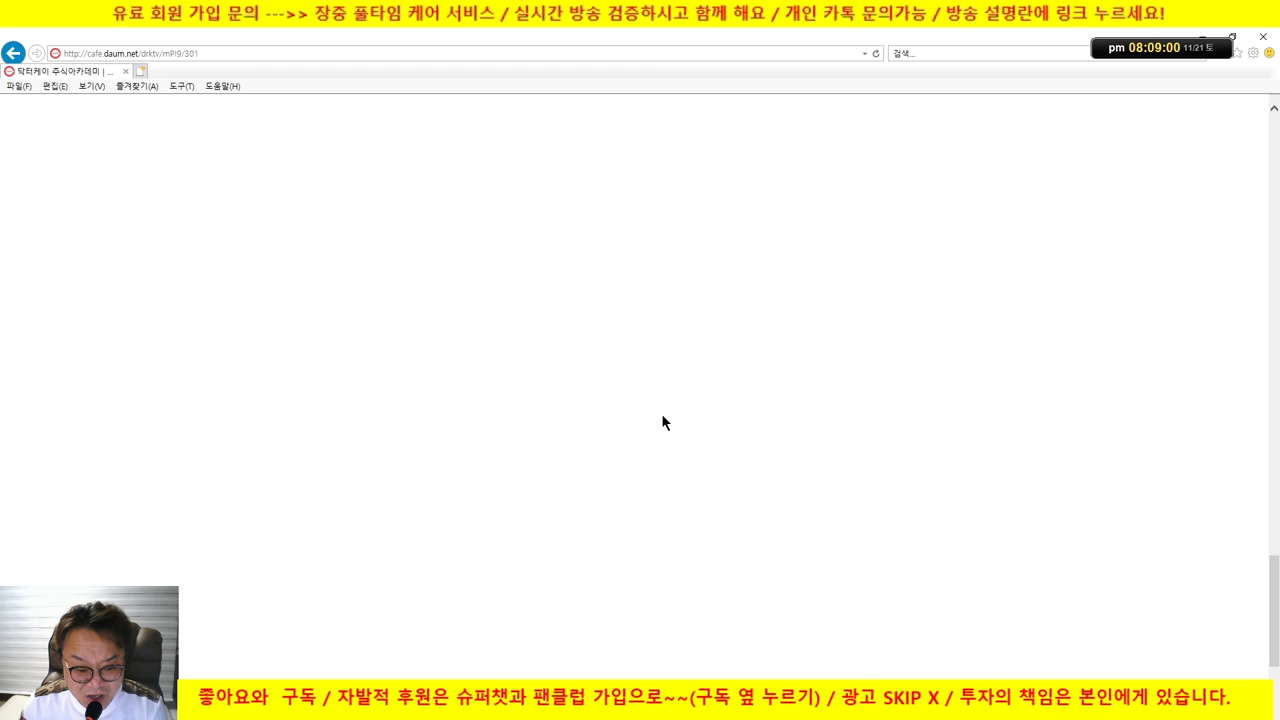 유료 회원 가입 문의 --->> 장중 풀타임 케어 서비스 / 실시간 방송 검증하시고 함께 해요 / 개인 카톡 문의가능 / 방송 설명란에 링크 누르세요!
http://cafe.daum.net/drktv/mPI9/301
검색...
pm 08:09:00 11/21 토
닥터케이 주식아카데미 | ...
파일(F) 편집(E) 보기(V) 즐겨찾기(A) 도구(T) 도움말(H)
좋아요와 구독 / 자발적 후원은 슈퍼챗과 팬클럽 가입으로~~(구독 옆 누르기) / 광고 SKIP X / 투자의 책임은 본인에게 있습니다.